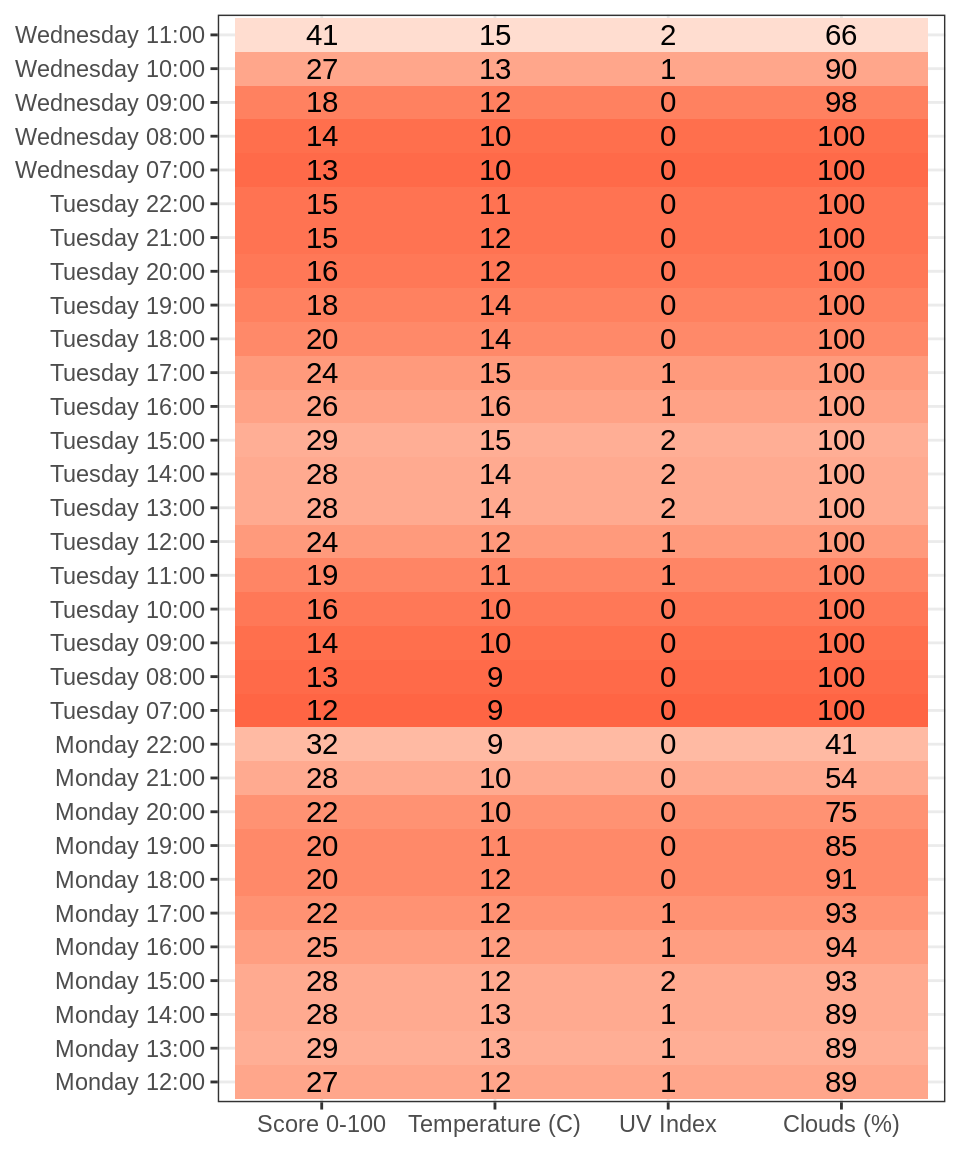 Wednesday 11:00 41 15 2 66
Wednesday 10:00 27 13 1 90
Wednesday 09:00 18 12 0 98
Wednesday 08:00 14 10 0 100
Wednesday 07:00 13 10 0 100
Tuesday 22:00 15 11 0 100
Tuesday 21:00 15 12 0 100
Tuesday 20:00 16 12 0 100
Tuesday 19:00 18 14 0 100
Tuesday 18:00 20 14 0 100
Tuesday 17:00 24 15 1 100
Tuesday 16:00 26 16 1 100
Tuesday 15:00 29 15 2 100
Tuesday 14:00 28 14 2 100
Tuesday 13:00 28 14 2 100
Tuesday 12:00 24 12 1 100
Tuesday 11:00 19 11 1 100
Tuesday 10:00 16 10 0 100
Tuesday 09:00 14 10 0 100
Tuesday 08:00 13 9 0 100
Tuesday 07:00 12 9 0 100
Monday 22:00 32 9 0 41
Monday 21:00 28 10 0 54
Monday 20:00 22 10 0 75
Monday 19:00 20 11 0 85
Monday 18:00 20 12 0 91
Monday 17:00 22 12 1 93
Monday 16:00 25 12 1 94
Monday 15:00 28 12 2 93
Monday 14:00 28 13 1 89
Monday 13:00 29 13 1 89
Monday 12:00 27 12 1 89
Score 0-100 Temperature (C) UV Index Clouds (%)